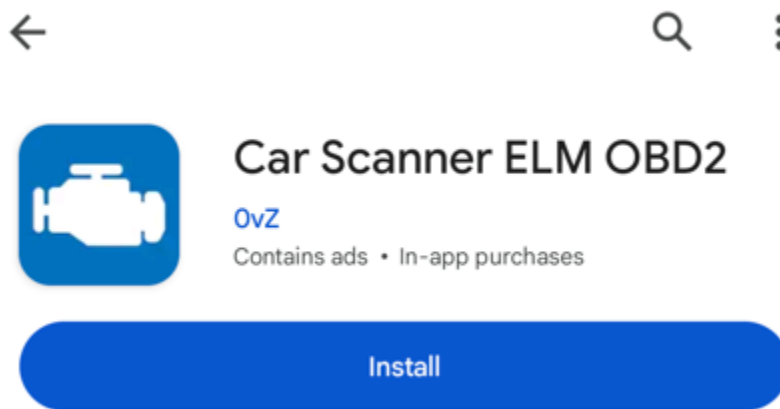 Car Scanner ELM OBD2
0vZ
Contains ads • In-app purchases
Install